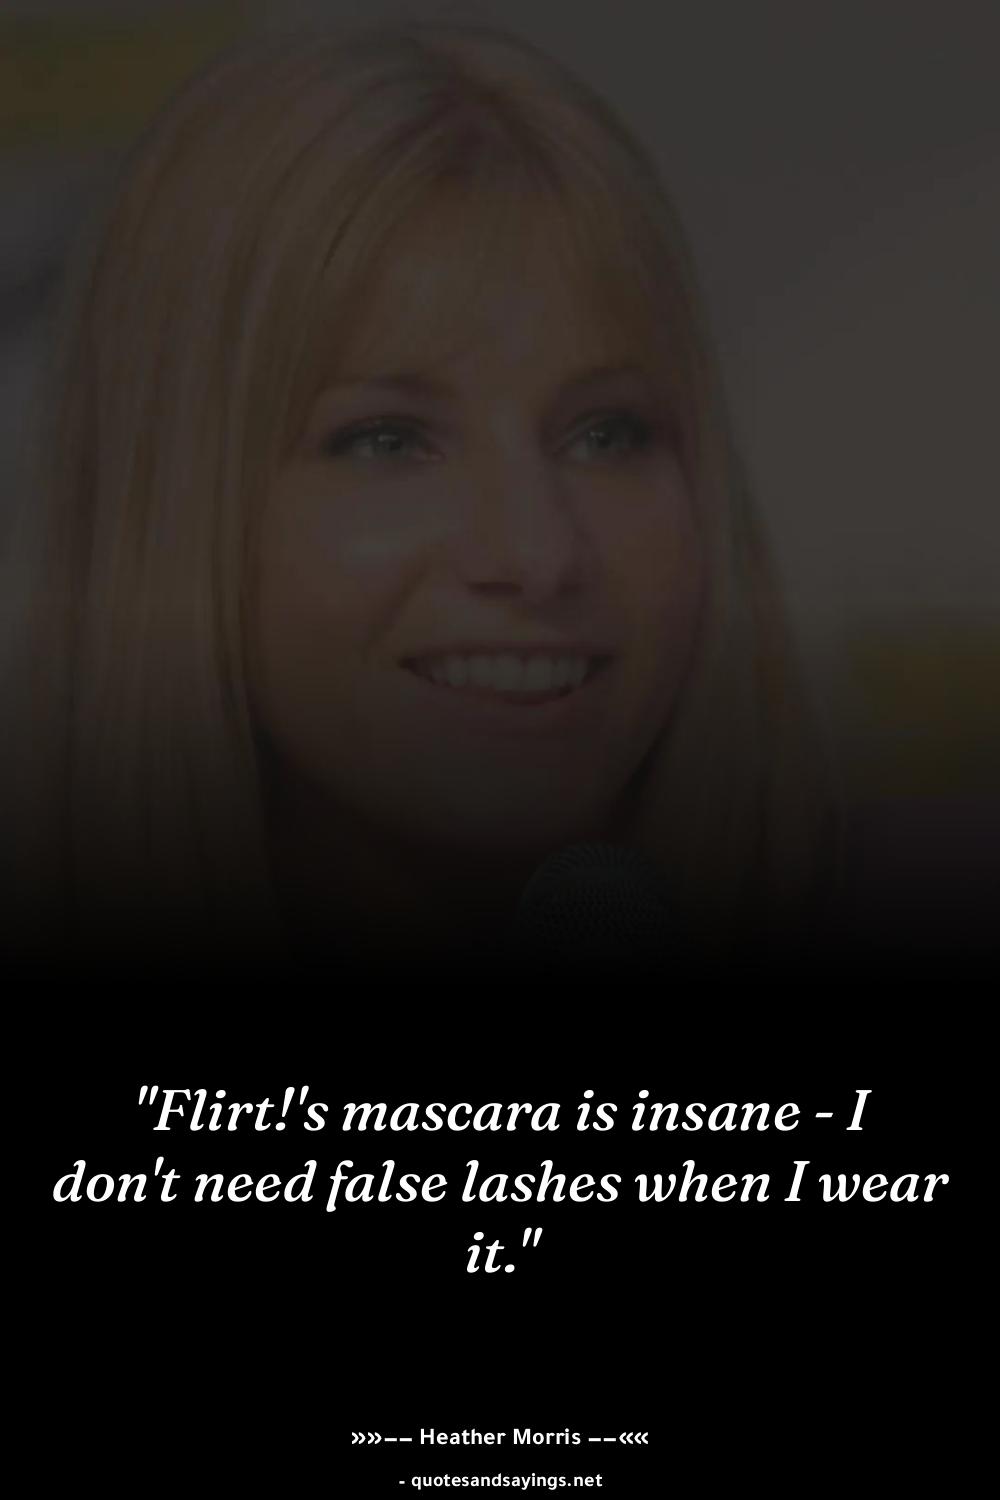 "Flirt!'s mascara is insane - I
don't need false lashes when I wear
it."
»»−− Heather Morris −−««
- quotesandsayings.net